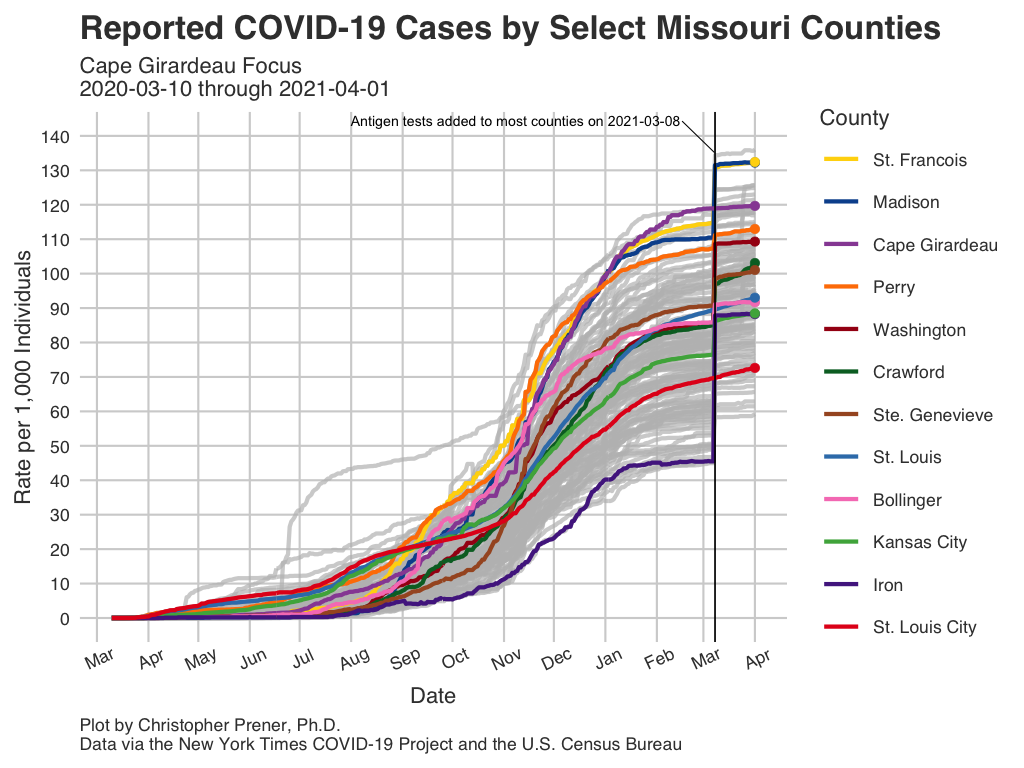 Reported COVID-19 Cases by Select Missouri Counties
Cape Girardeau Focus
2020-03-10 through 2021-04-01
Antigen tests added to most counties on 2021-03-08
Rate per 1,000 Individuals
140
130
120
110
100
90
80
70
60
50
40
30
20
10
0
Mar Apr May Jun Jul Aug Sep Oct Nov Dec Jan Feb Mar Apr
Date
County
St. Francois
Madison
Cape Girardeau
Perry
Washington
Crawford
Ste. Genevieve
St. Louis
Bollinger
Kansas City
Iron
St. Louis City
Plot by Christopher Prener, Ph.D.
Data via the New York Times COVID-19 Project and the U.S. Census Bureau